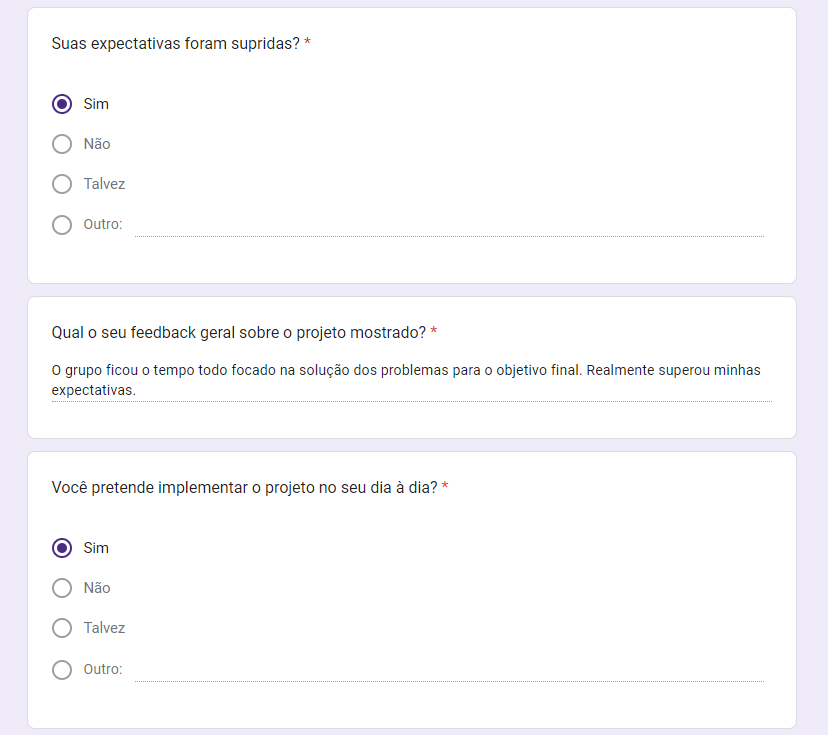 Suas expectativas foram supridas? *
Sim
Não
Talvez
Outro:
Qual o seu feedback geral sobre o projeto mostrado? *
O grupo ficou o tempo todo focado na solução dos problemas para o objetivo final. Realmente superou minhas
expectativas.
Você pretende implementar o projeto no seu dia à dia? *
Sim
Não
Talvez
Outro: